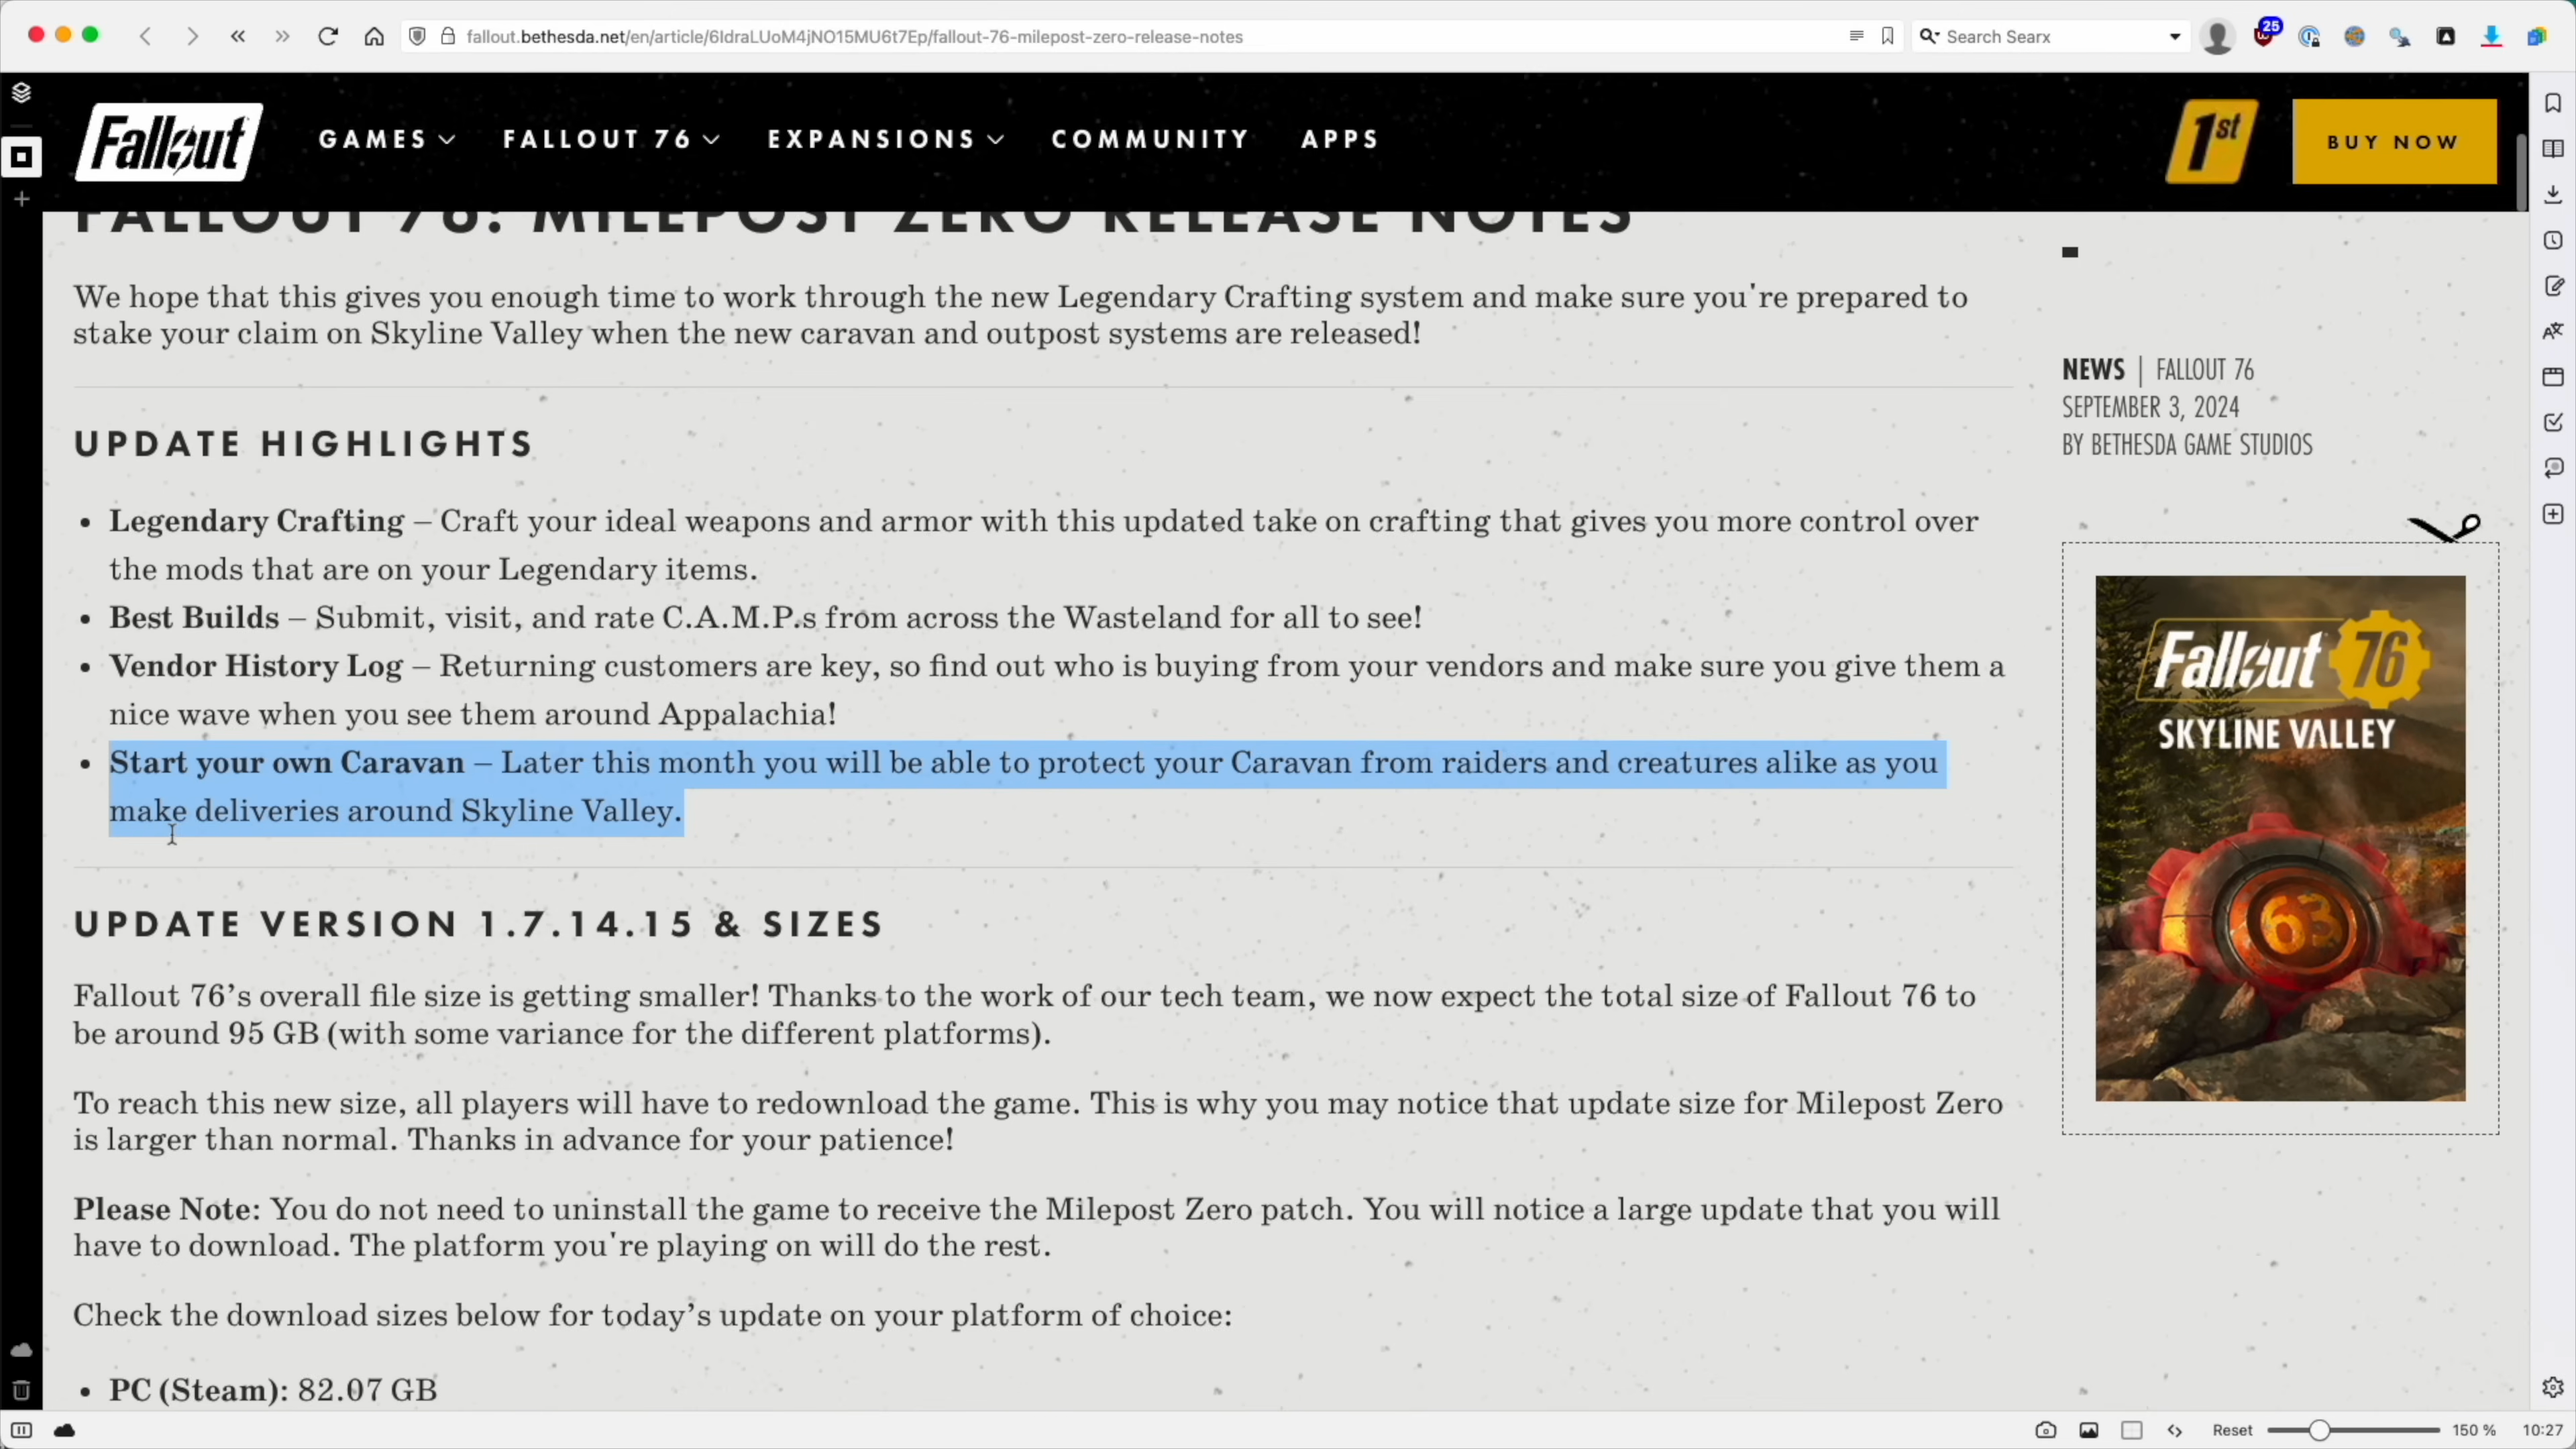 fallout.bethesda.net/en/article/6IdraLUoM4jNO15MU6t7Ep/fallout-76-milepost-zero-release-notes
Search Searx
25
Fallout
GAMES
FALLOUT 76
EXPANSIONS
COMMUNITY
APPS
1st
BUY NOW
FALLOUT 76: MILEPOST ZERO RELEASE NOTES
We hope that this gives you enough time to work through the new Legendary Crafting system and make sure you're prepared to
stake your claim on Skyline Valley when the new caravan and outpost systems are released!
UPDATE HIGHLIGHTS
• Legendary Crafting – Craft your ideal weapons and armor with this updated take on crafting that gives you more control over
the mods that are on your Legendary items.
• Best Builds – Submit, visit, and rate C.A.M.P.s from across the Wasteland for all to see!
• Vendor History Log – Returning customers are key, so find out who is buying from your vendors and make sure you give them a
nice wave when you see them around Appalachia!
• Start your own Caravan – Later this month you will be able to protect your Caravan from raiders and creatures alike as you
make deliveries around Skyline Valley.
UPDATE VERSION 1.7.14.15 & SIZES
Fallout 76’s overall file size is getting smaller! Thanks to the work of our tech team, we now expect the total size of Fallout 76 to
be around 95 GB (with some variance for the different platforms).
To reach this new size, all players will have to redownload the game. This is why you may notice that update size for Milepost Zero
is larger than normal. Thanks in advance for your patience!
Please Note: You do not need to uninstall the game to receive the Milepost Zero patch. You will notice a large update that you will
have to download. The platform you're playing on will do the rest.
Check the download sizes below for today’s update on your platform of choice:
• PC (Steam): 82.07 GB
NEWS | FALLOUT 76
SEPTEMBER 3, 2024
BY BETHESDA GAME STUDIOS
Fallout 76
SKYLINE VALLEY
63
Reset
150 %
10:27